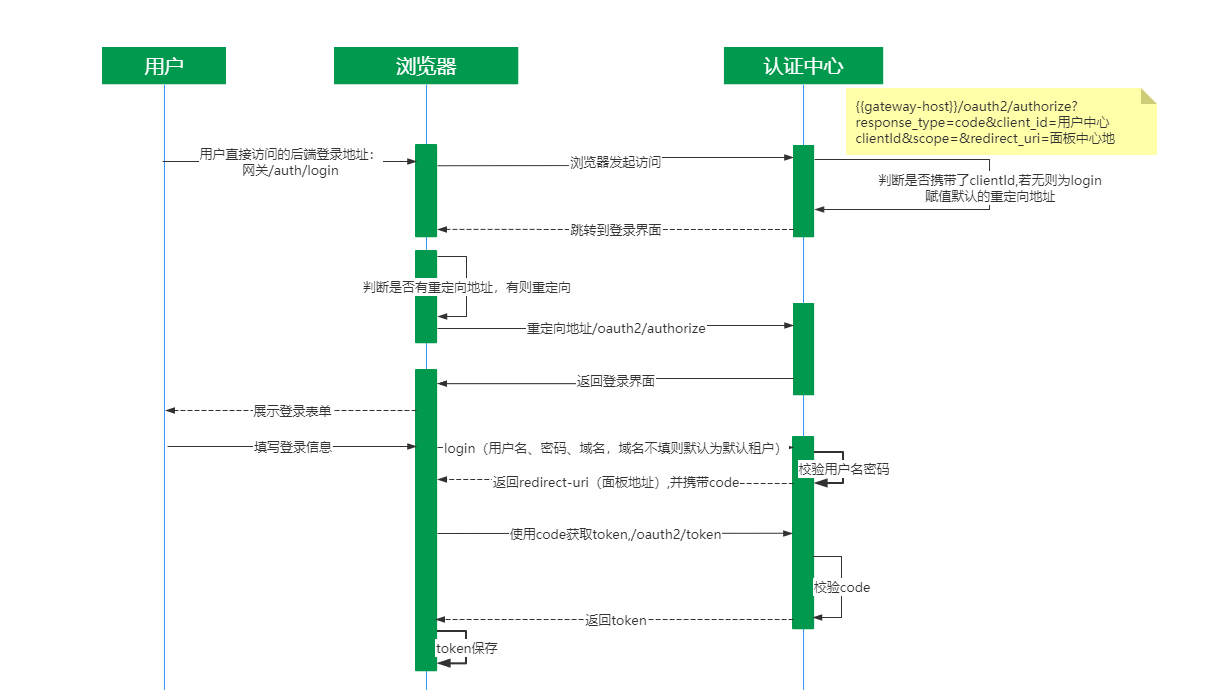 用户
浏览器
认证中心
{{gateway-host}}/oauth2/authorize?
response_type=code&client_id=用户中心
clientId&scope=&redirect_uri=面板中心地
用户直接访问的后端登录地址：
网关/auth/login
浏览器发起访问
判断是否携带了clientId,若无则为login
赋值默认的重定向地址
跳转到登录界面
判断是否有重定向地址，有则重定向
重定向地址/oauth2/authorize
返回登录界面
展示登录表单
填写登录信息
login（用户名、密码、域名，域名不填则默认为默认租户）
校验用户名密码
返回redirect-uri（面板地址）,并携带code
使用code获取token,/oauth2/token
校验code
返回token
token保存